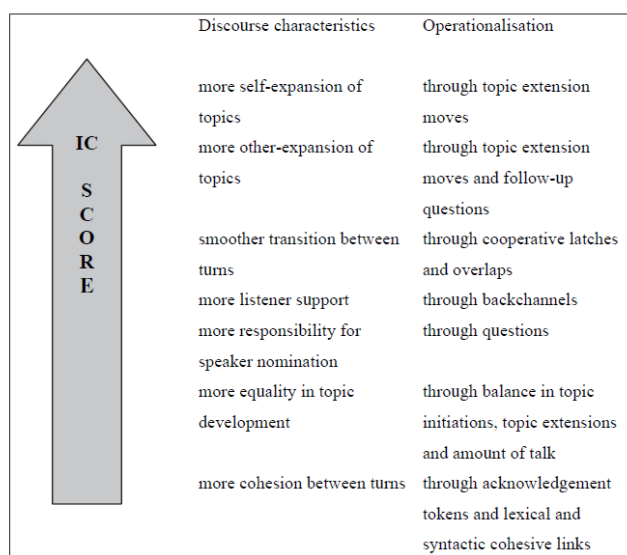 Discourse characteristics Operationalisation
more self-expansion of through topic extension
topics moves
more other-expansion of through topic extension
topics moves and follow-up
questions
smoother transition between through cooperative latches
turns and overlaps
more listener support through backchannels
more responsibility for through questions
speaker nomination
more equality in topic through balance in topic
development initiations, topic extensions
and amount of talk
more cohesion between turns through acknowledgement
tokens and lexical and
syntactic cohesive links
IC
S
C
O
R
E